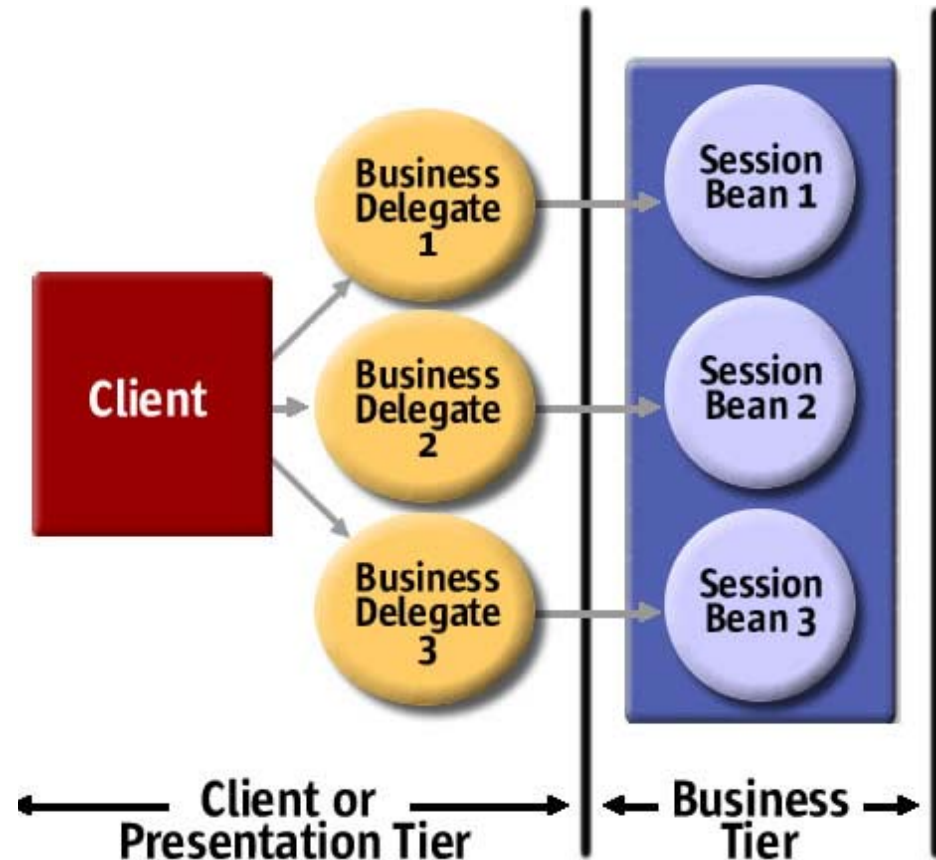 Business
Delegate
1
Session
Bean 1
Client
Business
Delegate
2
Session
Bean 2
Business
Delegate
3
Session
Bean 3
Client or
Presentation Tier
Business
Tier